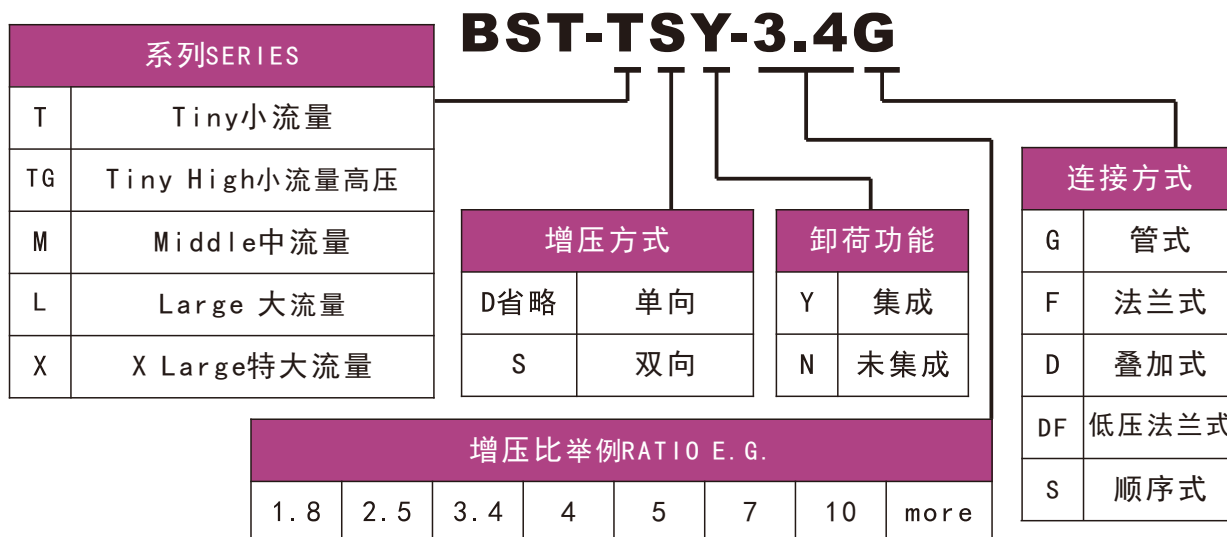 BST-TSY-3.4G
系列SERIES
T Tiny小流量
TG Tiny High小流量高压
M Middle中流量
L Large 大流量
X X Large特大流量
增压方式
D省略 单向
S 双向
卸荷功能
Y 集成
N 未集成
连接方式
G 管式
F 法兰式
D 叠加式
DF 低压法兰式
S 顺序式
增压比举例RATIO E.G.
1.8 2.5 3.4 4 5 7 10 more